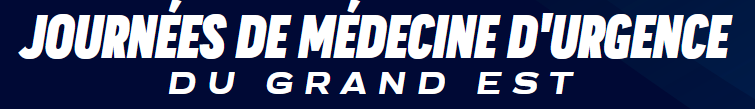 JOURNÉES DE MÉDECINE D'URGENCE
DU GRAND EST